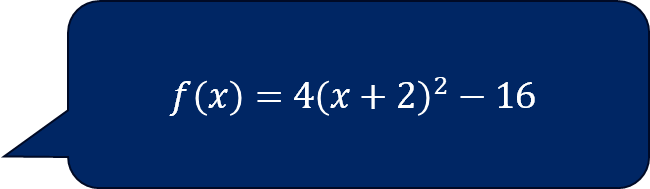 f(x) = 4(x + 2)² − 16